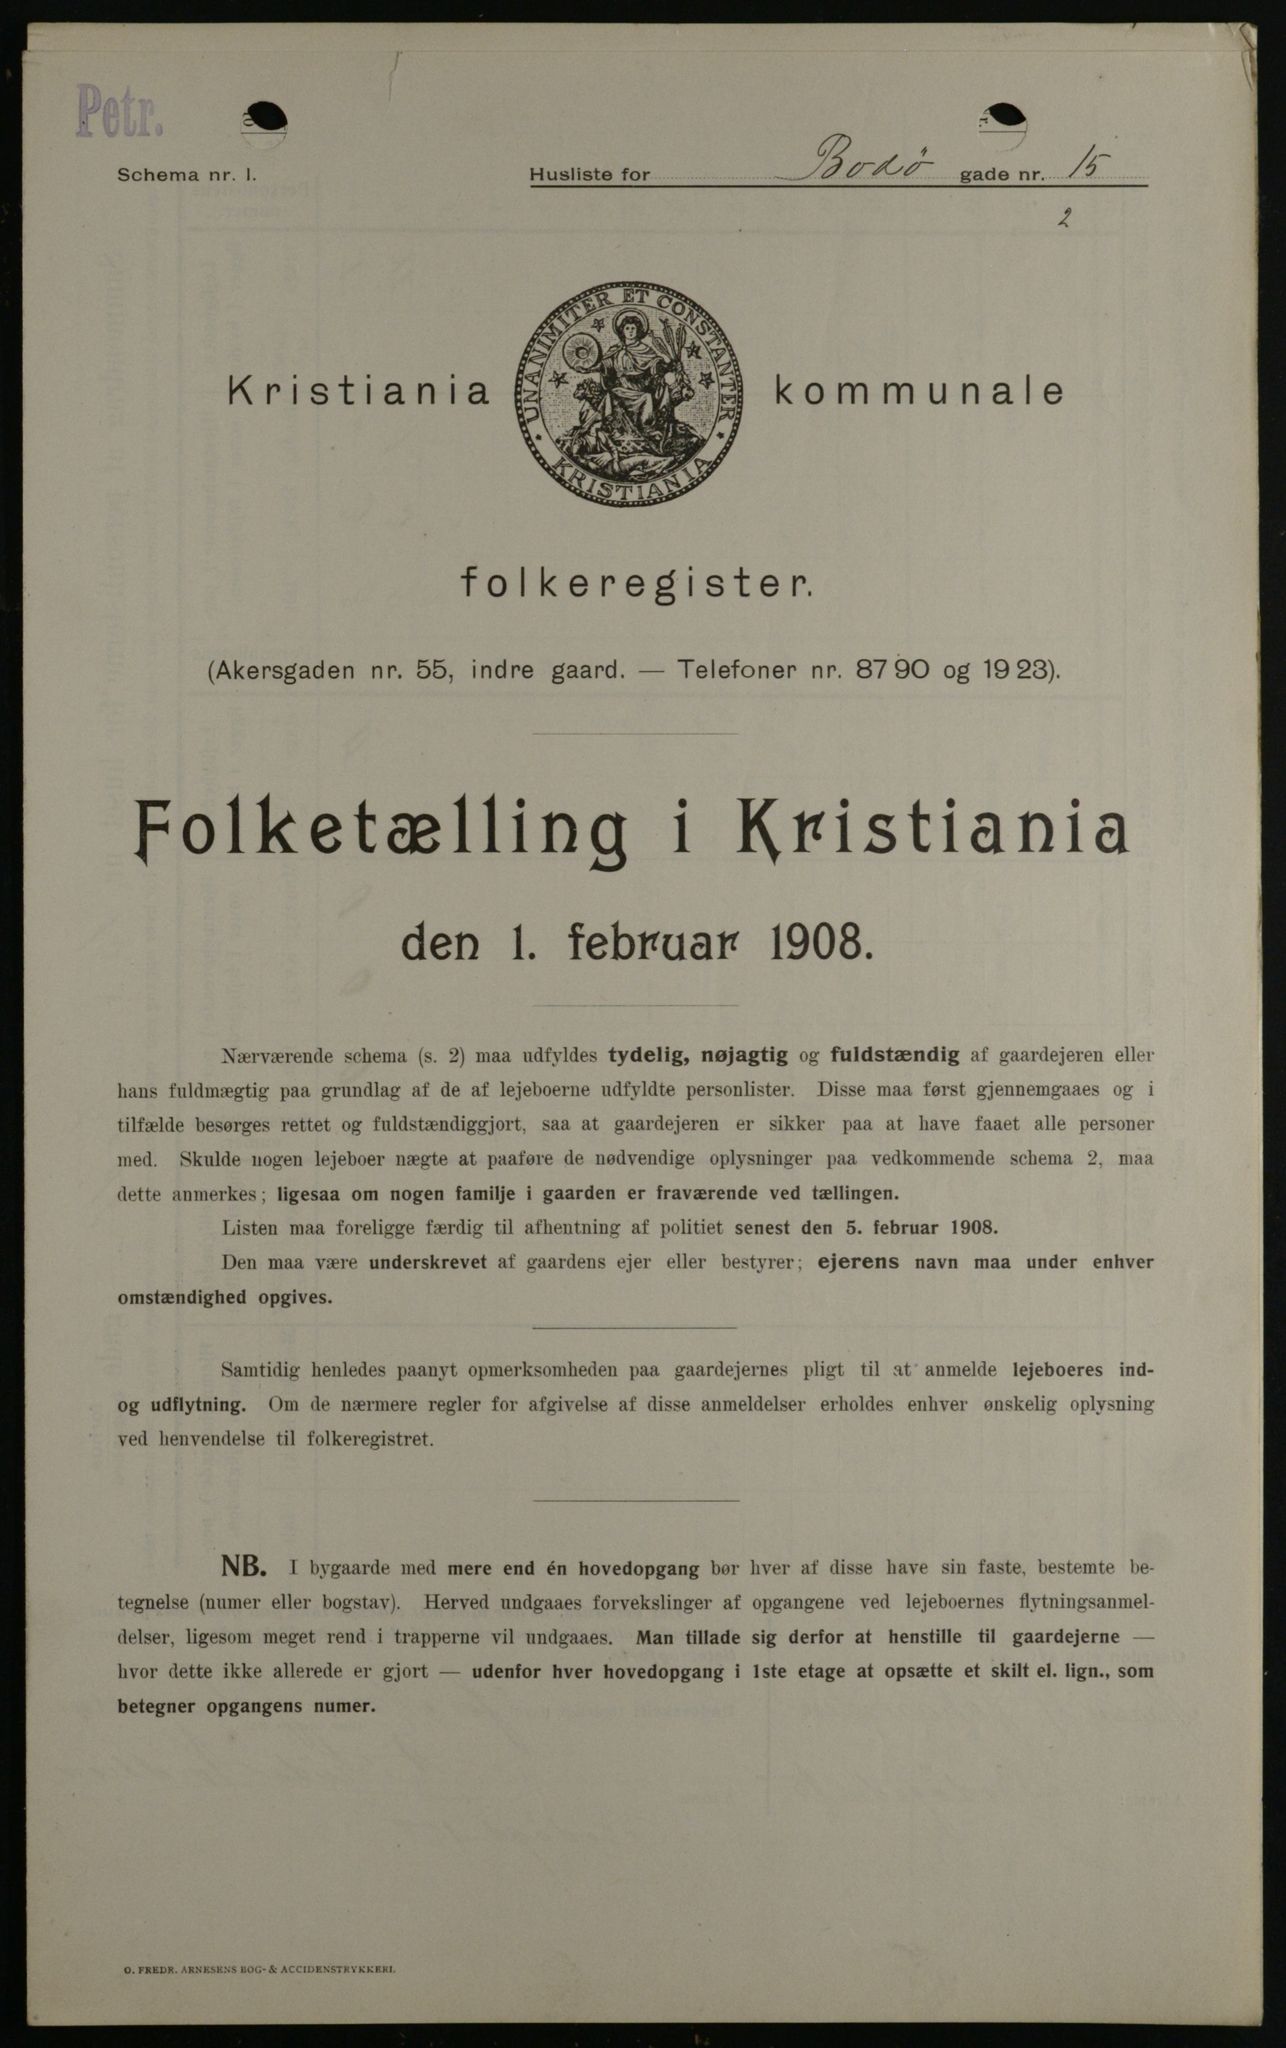 Petr.
Schema nr. 1.
Husliste for Bodö gade nr. 15
2
UNANIMITER ET CONSTANTER
KRISTIANIA
Kristiania kommunale
folkeregister.
(Akersgaden nr. 55, indre gaard. — Telefoner nr. 8790 og 1923).
Folketælling i Kristiania
den 1. februar 1908.
Nærværende schema (s. 2) maa udfyldes tydelig, nøjagtig og fuldstændig af gaardejeren eller
hans fuldmægtig paa grundlag af de af lejeboerne udfyldte personlister. Disse maa først gjennemgaaes og i
tilfælde besørges rettet og fuldstændiggjort, saa at gaardejeren er sikker paa at have faaet alle personer
med. Skulde nogen lejeboer nægte at paaføre de nødvendige oplysninger paa vedkommende schema 2, maa
dette anmerkes; ligesaa om nogen familje i gaarden er fraværende ved tællingen.
Listen maa foreligge færdig til afhentning af politiet senest den 5. februar 1908.
Den maa være underskrevet af gaardens ejer eller bestyrer; ejerens navn maa under enhver
omstændighed opgives.
Samtidig henledes paanyt opmerksomheden paa gaardejernes pligt til at anmelde lejeboeres ind-
og udflytning. Om de nærmere regler for afgivelse af disse anmeldelser erholdes enhver ønskelig oplysning
ved henvendelse til folkeregistret.
NB. I bygaarde med mere end én hovedopgang bør hver af disse have sin faste, bestemte be-
tegnelse (numer eller bogstav). Herved undgaaes forvekslinger af opgangene ved lejeboernes flytningsanmel-
delser, ligesom meget rend i trapperne vil undgaaes. Man tillade sig derfor at henstille til gaardejerne —
hvor dette ikke allerede er gjort — udenfor hver hovedopgang i 1ste etage at opsætte et skilt el. lign., som
betegner opgangens numer.
O. FREDR. ARNESENS BOG- & ACCIDENSTRYKKERI.